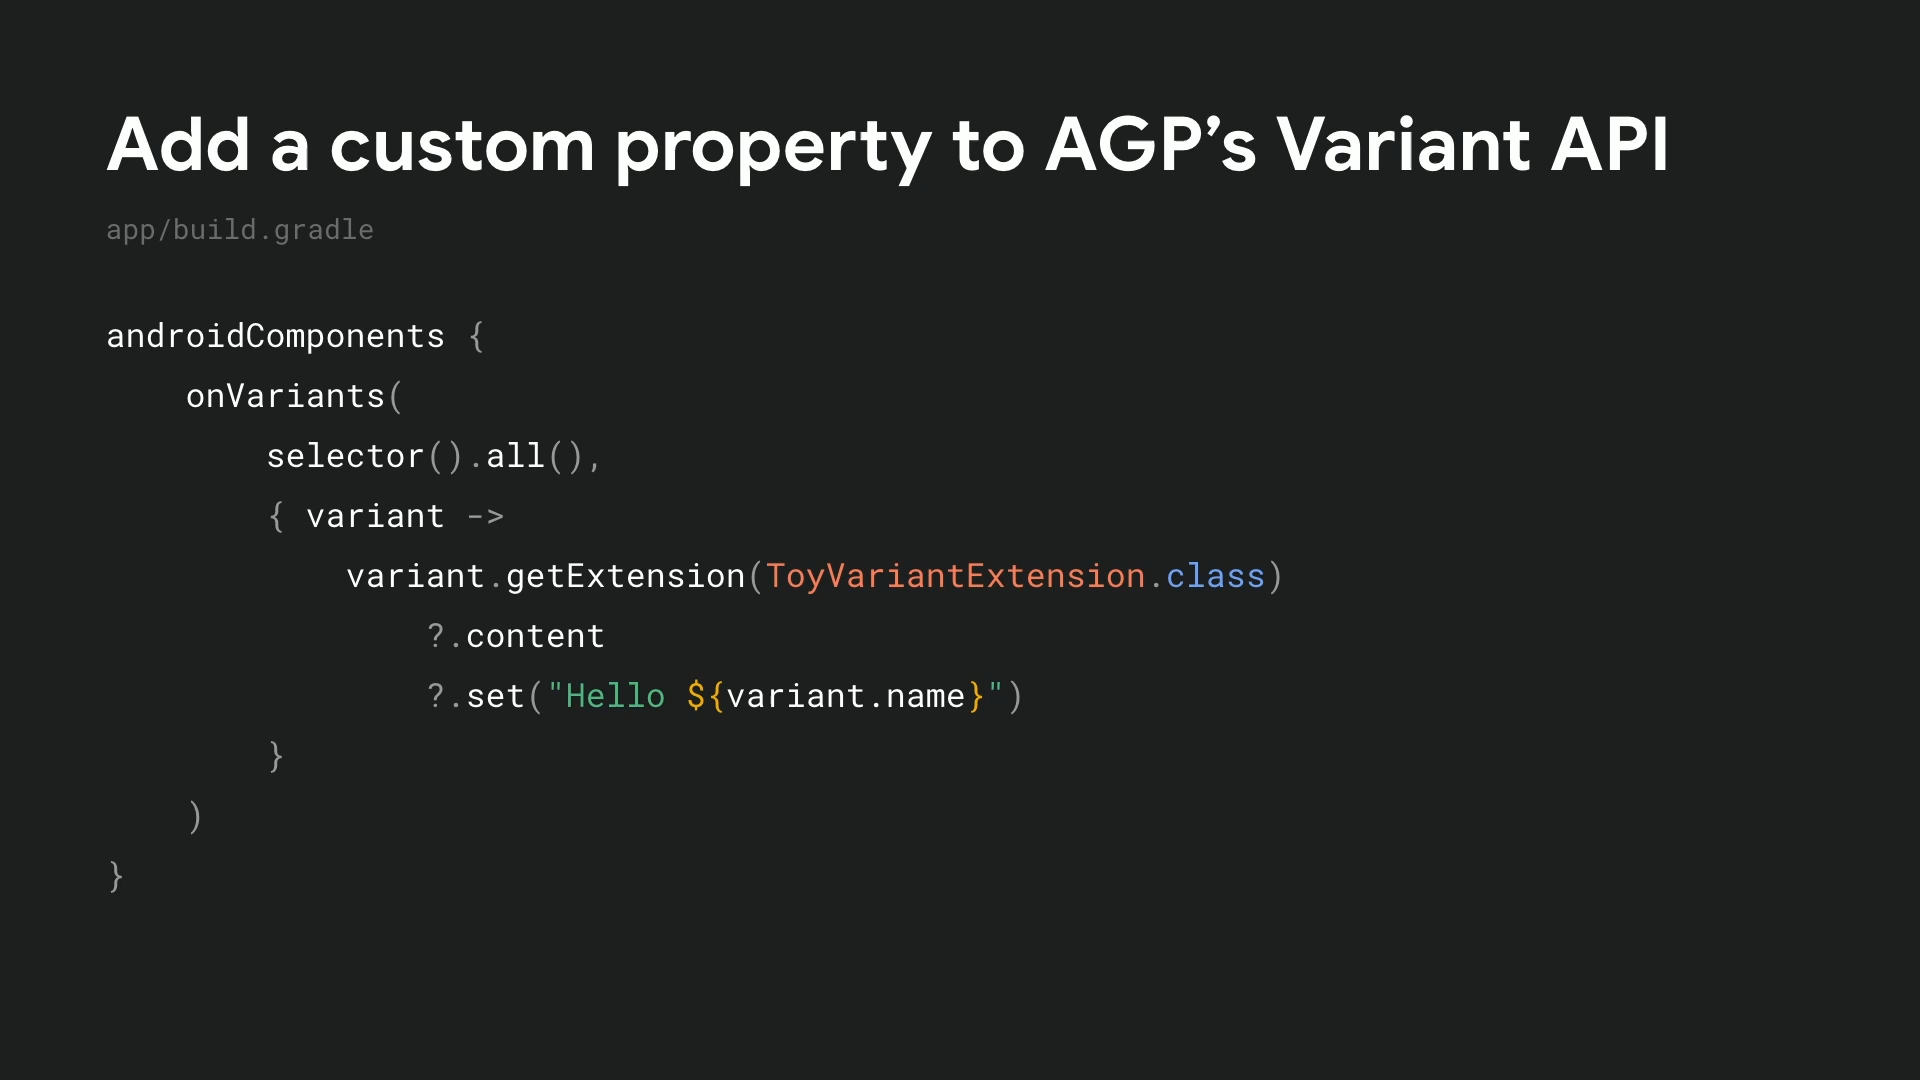 Add a custom property to AGP’s Variant API
app/build.gradle
androidComponents {
    onVariants(
        selector().all(),
        { variant ->
            variant.getExtension(ToyVariantExtension.class)
                ?.content
                ?.set("Hello ${variant.name}")
        }
    )
}